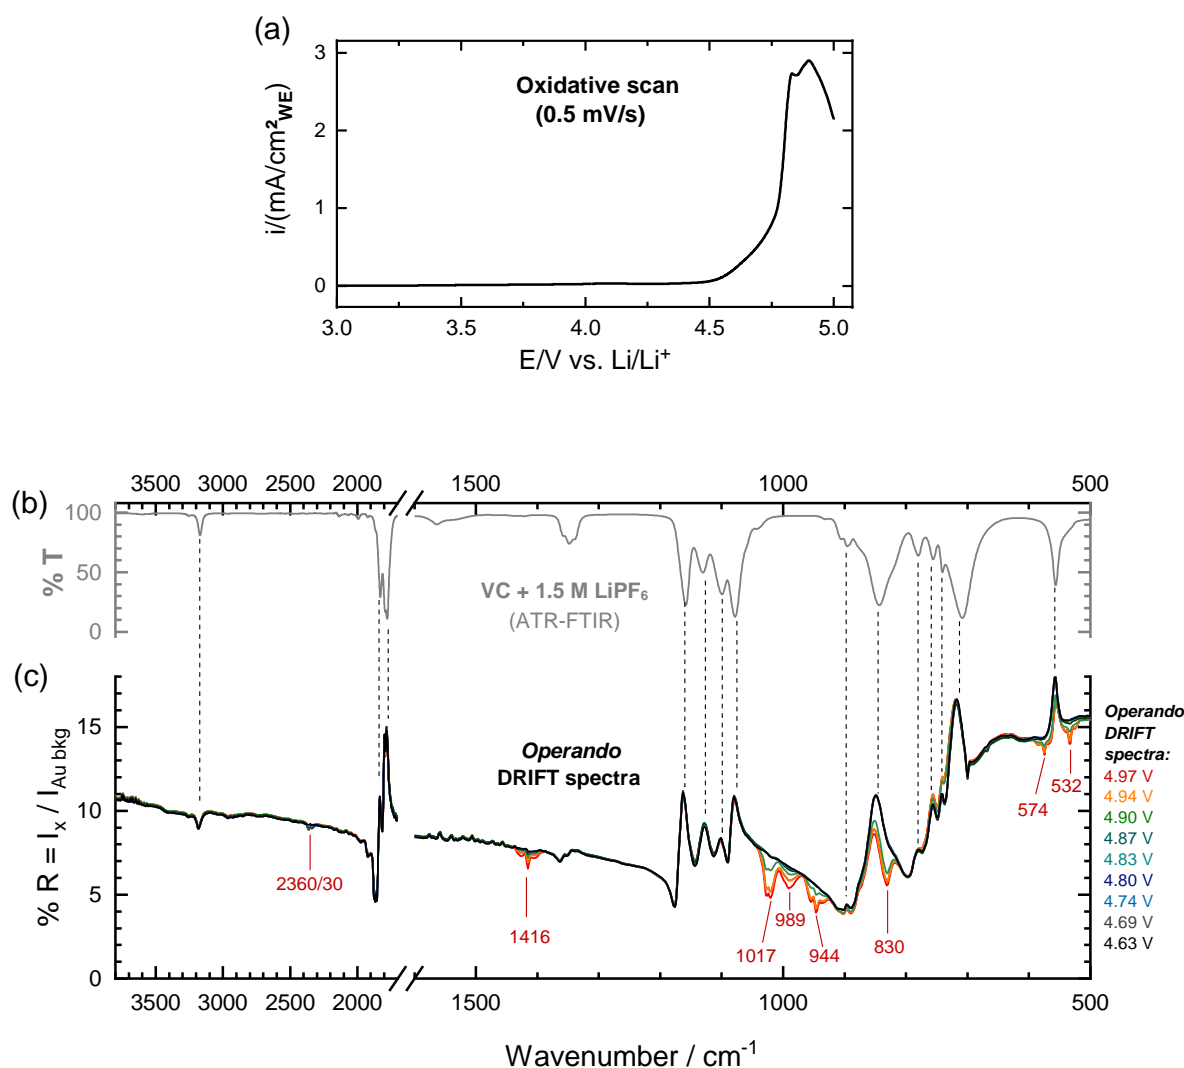 (a)
3
2
1
0
i/(mA/cm²WE)
Oxidative scan
(0.5 mV/s)
3.0 3.5 4.0 4.5 5.0
E/V vs. Li/Li⁺
(b)
3500 3000 2500 2000 1500 1000 500
100
50
0
% T
VC + 1.5 M LiPF₆
(ATR-FTIR)
(c)
15
10
5
0
% R = Iₓ / I Au bkg
Operando
DRIFT spectra
2360/30
1416
1017
989
944
830
574
532
Operando
DRIFT
spectra:
4.97 V
4.94 V
4.90 V
4.87 V
4.83 V
4.80 V
4.74 V
4.69 V
4.63 V
3500 3000 2500 2000 1500 1000 500
Wavenumber / cm⁻¹